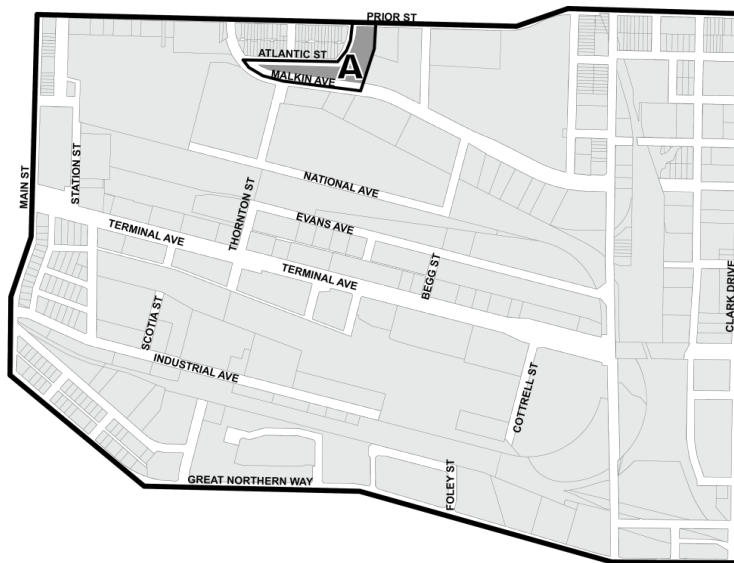 PRIOR ST
ATLANTIC ST
A
MALKIN AVE
MAIN ST
STATION ST
NATIONAL AVE
THORNTON ST
EVANS AVE
TERMINAL AVE
TERMINAL AVE
BEGG ST
CLARK DRIVE
SCOTIA ST
INDUSTRIAL AVE
COTTRELL ST
GREAT NORTHERN WAY
FOLEY ST